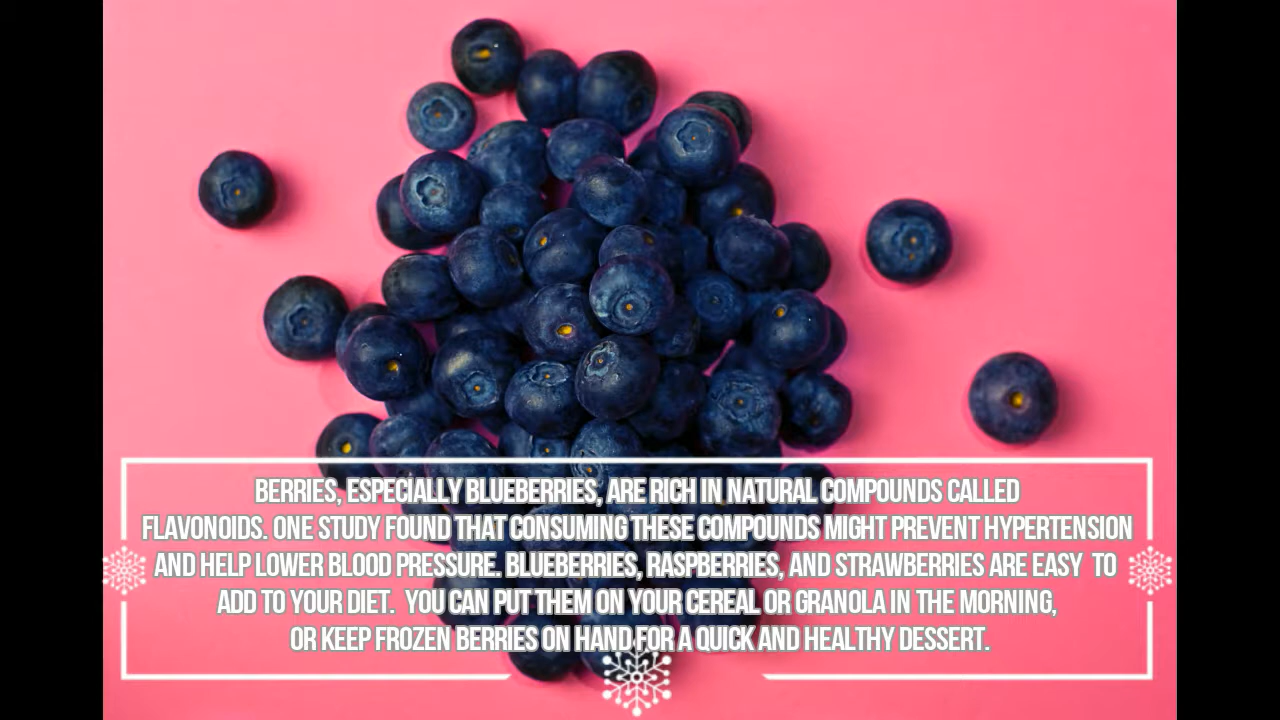 BERRIES, ESPECIALLY BLUEBERRIES, ARE RICH IN NATURAL COMPOUNDS CALLED
FLAVONOIDS. ONE STUDY FOUND THAT CONSUMING THESE COMPOUNDS MIGHT PREVENT HYPERTENSION
AND HELP LOWER BLOOD PRESSURE. BLUEBERRIES, RASPBERRIES, AND STRAWBERRIES ARE EASY TO
ADD TO YOUR DIET. YOU CAN PUT THEM ON YOUR CEREAL OR GRANOLA IN THE MORNING,
OR KEEP FROZEN BERRIES ON HAND FOR A QUICK AND HEALTHY DESSERT.